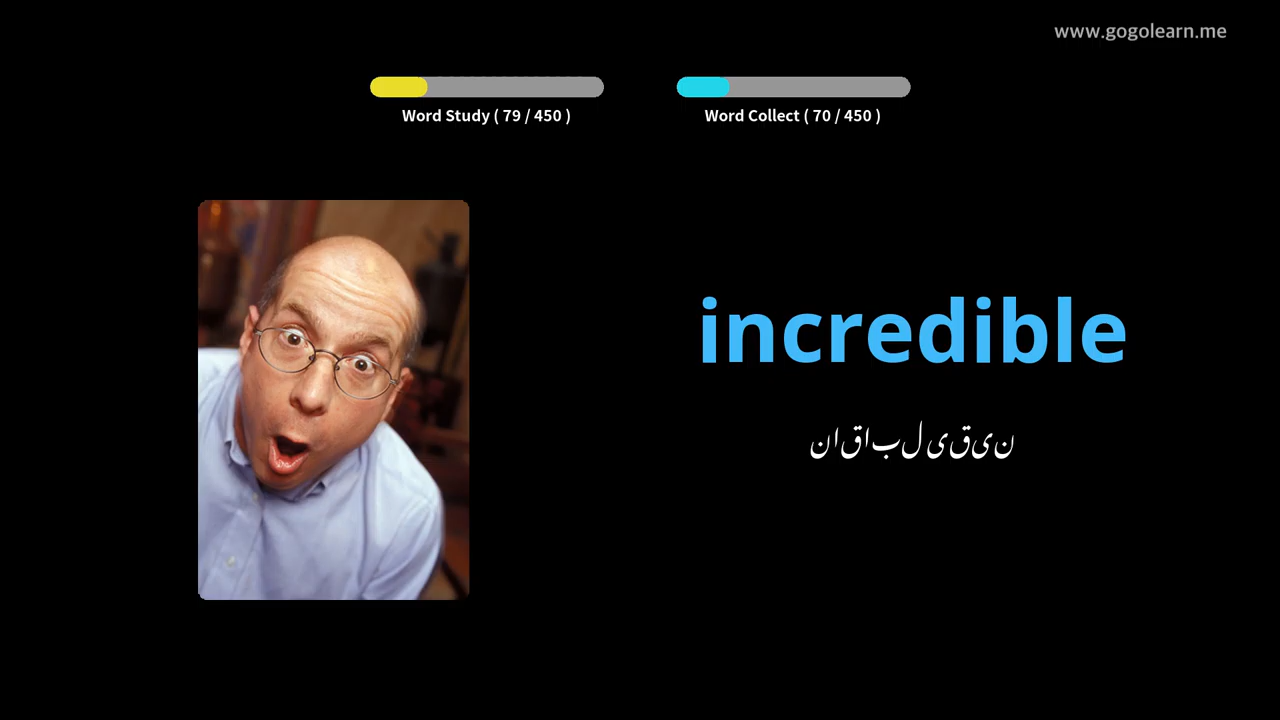 www.gogolearn.me
Word Study ( 79 / 450 )
Word Collect ( 70 / 450 )
incredible
ناقابل یقین